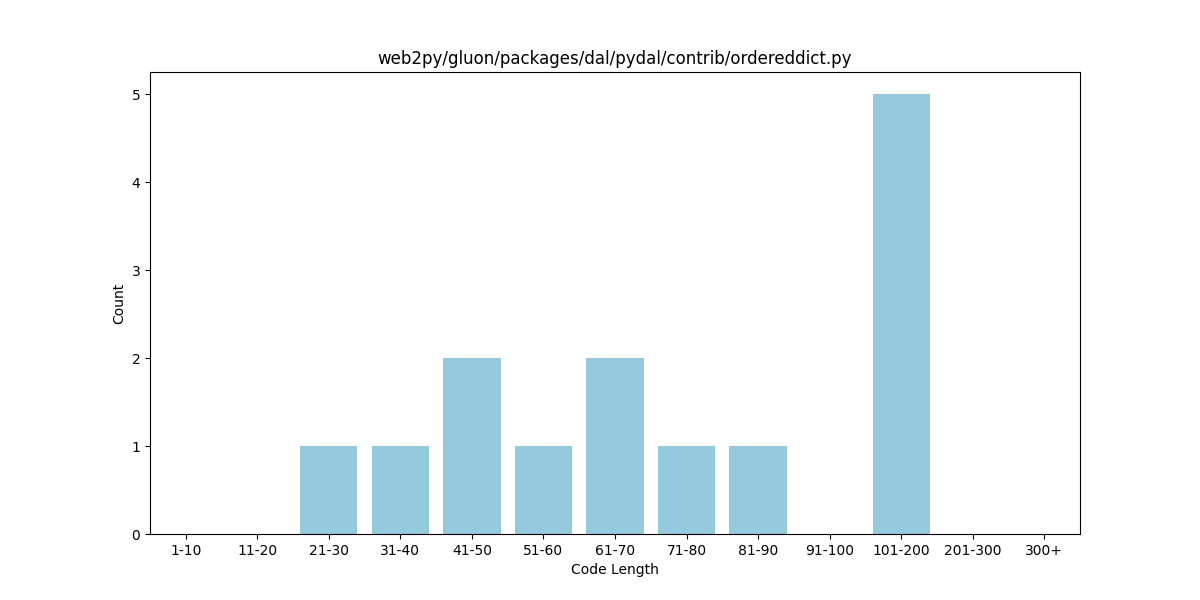 web2py/gluon/packages/dal/pydal/contrib/ordereddict.py
5
4
3
2
1
0
Count
1-10 11-20 21-30 31-40 41-50 51-60 61-70 71-80 81-90 91-100 101-200 201-300 300+
Code Length